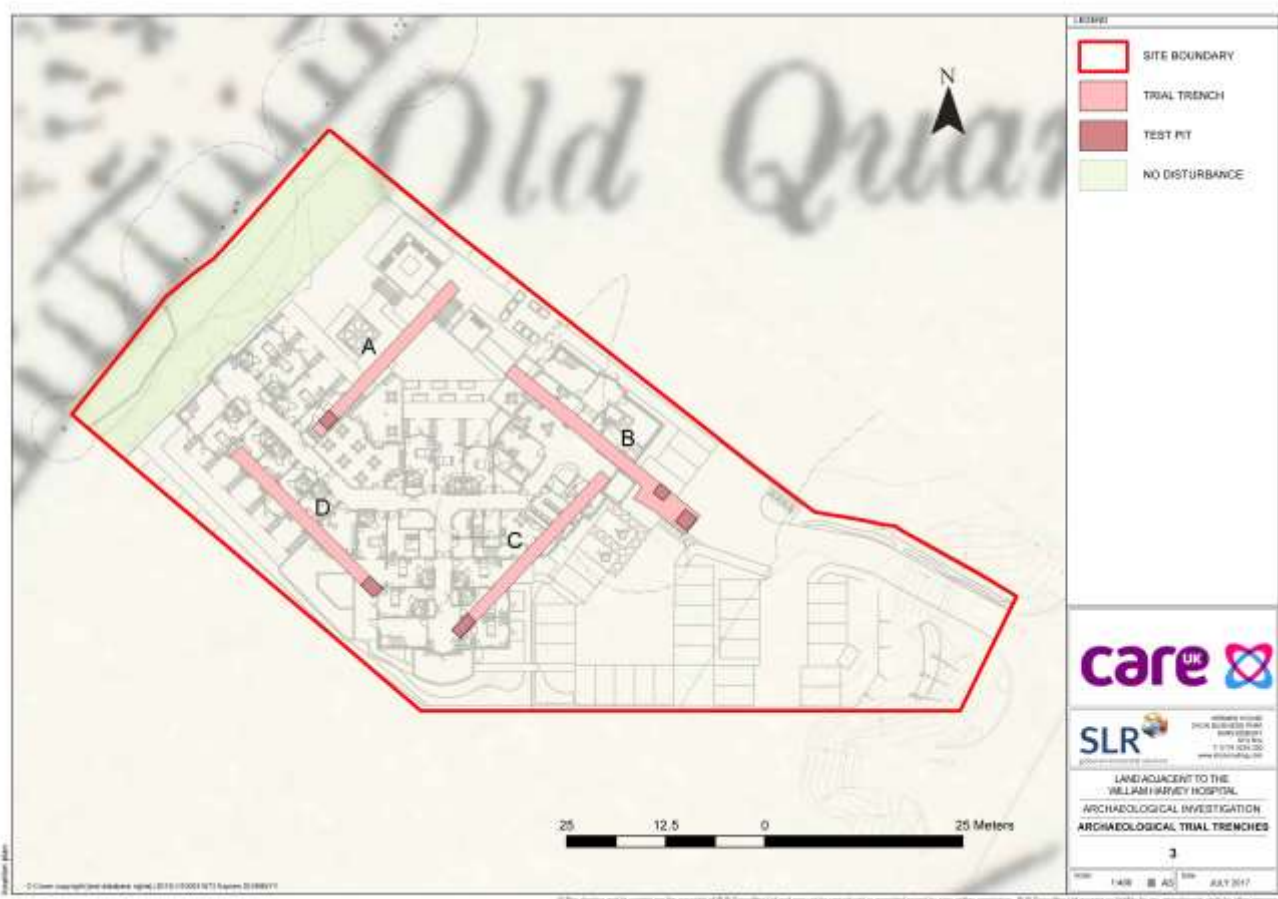 Old Quar
N
A
B
C
D
25 12.5 0 25 Meters
LEGEND
SITE BOUNDARY
TRIAL TRENCH
TEST PIT
NO DISTURBANCE
care UK
SLR
LAND ADJACENT TO THE
WILLIAM HARVEY HOSPITAL
ARCHAEOLOGICAL INVESTIGATION
ARCHAEOLOGICAL TRIAL TRENCHES
3
JULY 2017